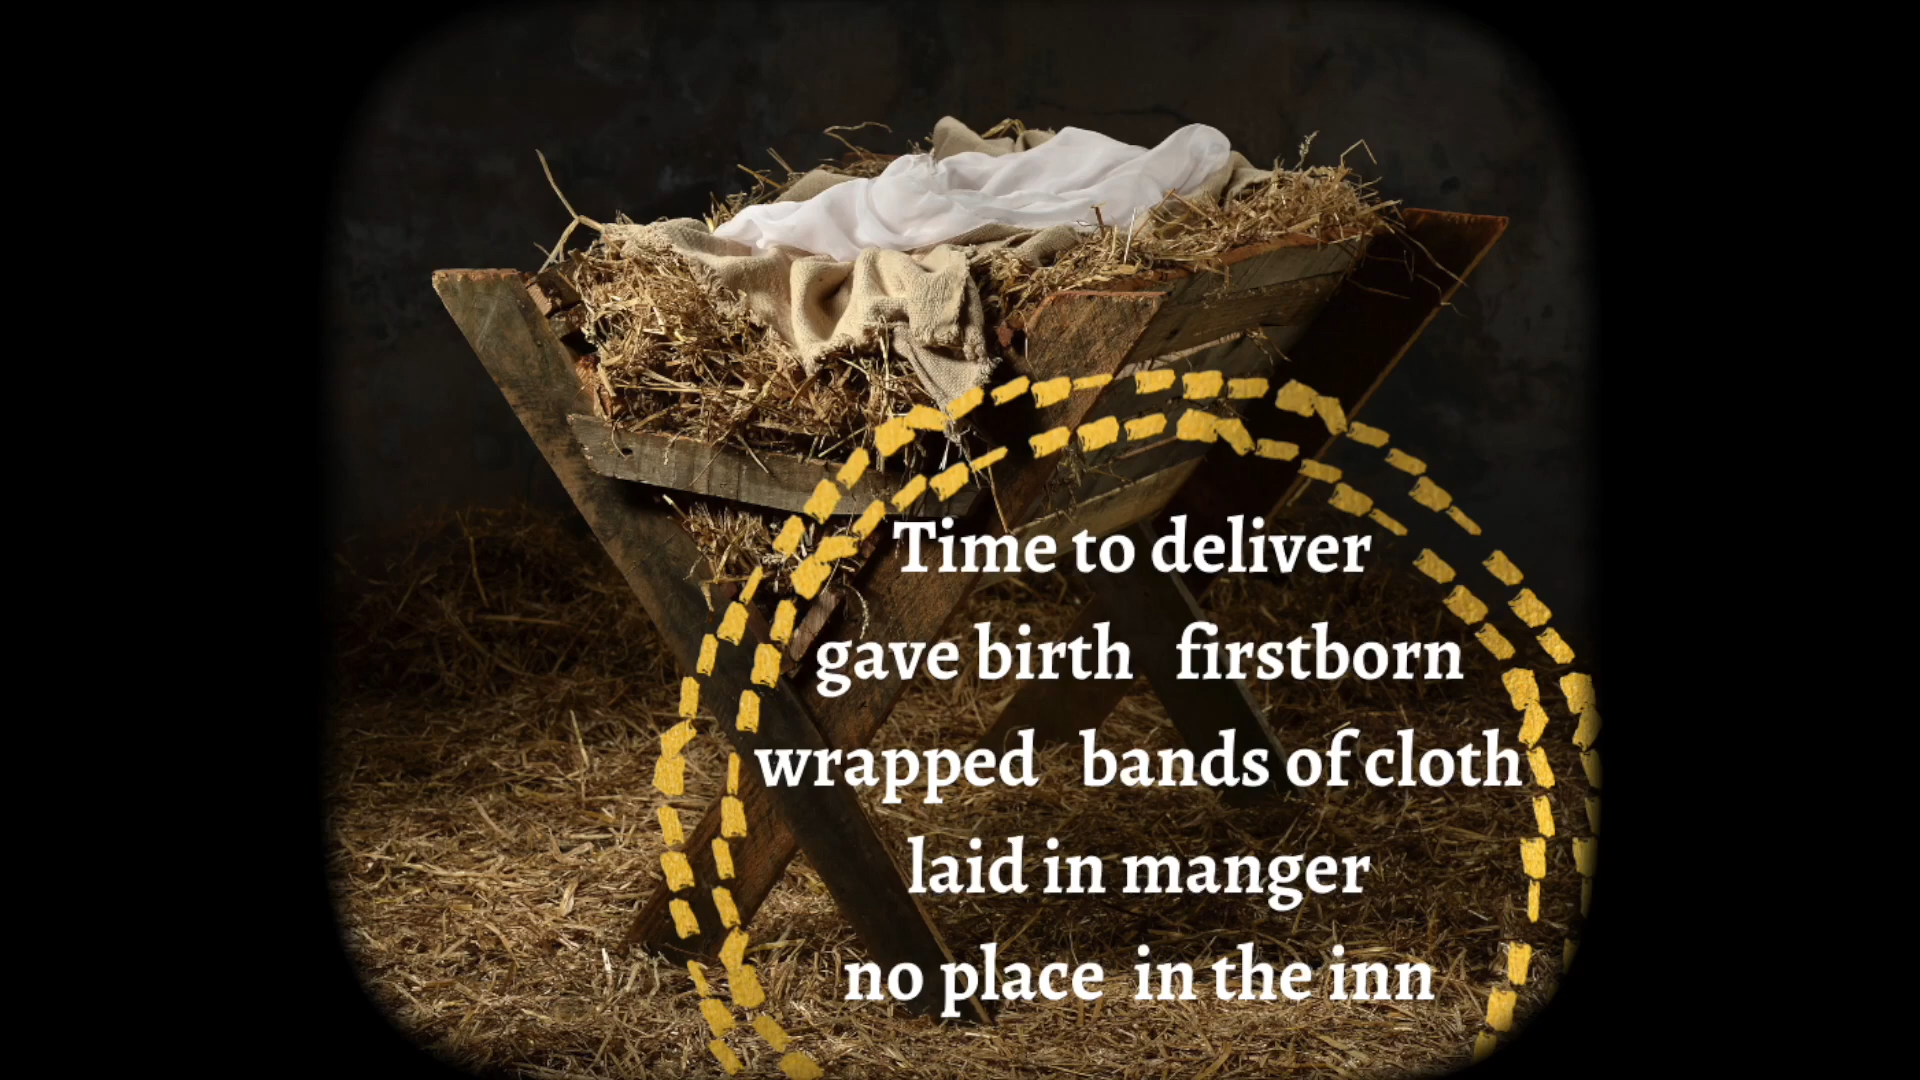 Time to deliver
gave birth firstborn
wrapped bands of cloth
laid in manger
no place in the inn